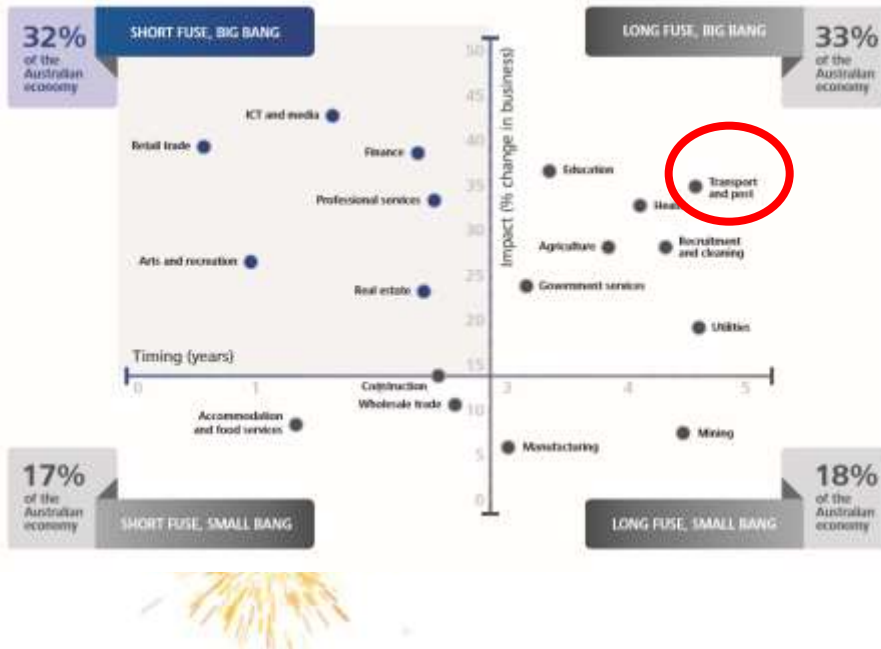 32%
of the
Australian
economy
SHORT FUSE, BIG BANG
LONG FUSE, BIG BANG
33%
of the
Australian
economy
Impact (% change in business)
50
45
40
35
30
25
20
15
10
5
0
ICT and media
Retail trade
Finance
Professional services
Arts and recreation
Real estate
Education
Transport
and post
Agriculture
Recruitment
and cleaning
Government services
Utilities
Timing (years)
0
1
3
4
5
Construction
Wholesale trade
Accommodation
and food services
Manufacturing
Mining
17%
of the
Australian
economy
SHORT FUSE, SMALL BANG
LONG FUSE, SMALL BANG
18%
of the
Australian
economy